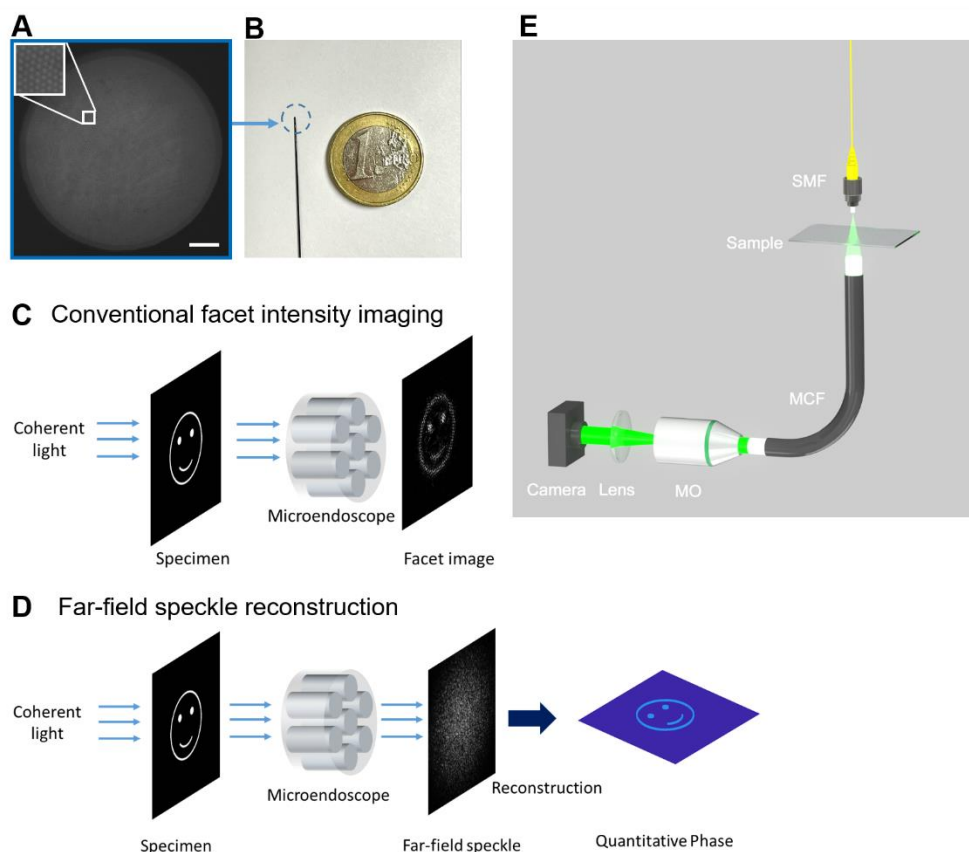 A
B
E
SMF
Sample
MCF
Camera
Lens
MO
C Conventional facet intensity imaging
Coherent
light
Microendoscope
Specimen
Facet image
D Far-field speckle reconstruction
Coherent
light
Microendoscope
Reconstruction
Specimen
Far-field speckle
Quantitative Phase
1